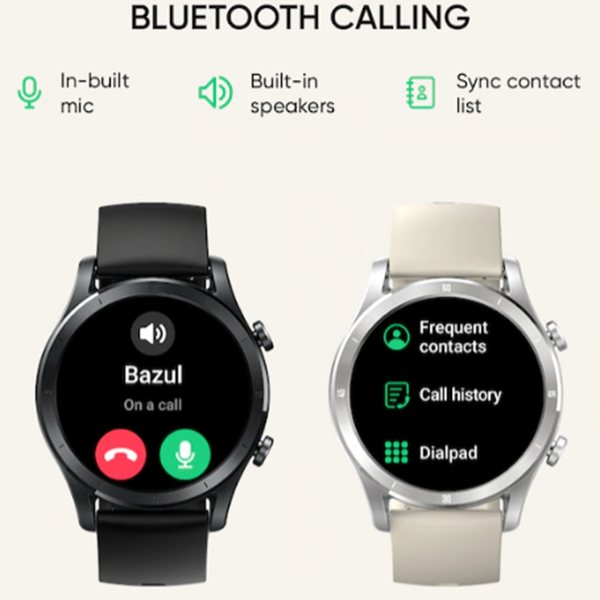 BLUETOOTH CALLING
In-built
mic
Built-in
speakers
Sync contact
list
Bazul
On a call
Frequent
contacts
Call history
Dialpad